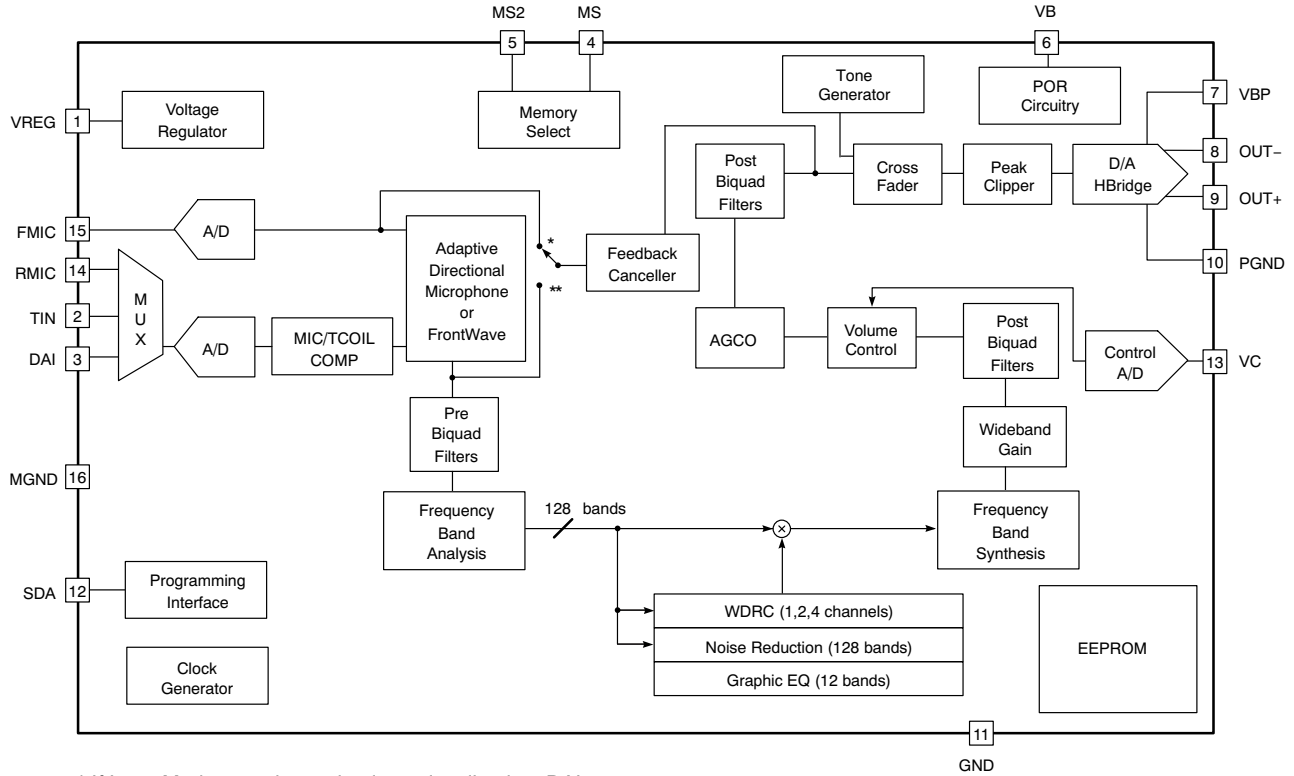 MS2 MS VB
5 4 6
VREG 1
Voltage
Regulator
Memory
Select
Tone
Generator
POR
Circuitry
7 VBP
8 OUT−
9 OUT+
10 PGND
Post
Biquad
Filters
Cross
Fader
Peak
Clipper
D/A
HBridge
FMIC 15
RMIC 14
TIN 2
DAI 3
M
U
X
A/D
A/D
MIC/TCOIL
COMP
Adaptive
Directional
Microphone
or
FrontWave
*
**
Feedback
Canceller
AGCO
Volume
Control
Post
Biquad
Filters
Control
A/D
13 VC
Pre
Biquad
Filters
Wideband
Gain
MGND 16
Frequency
Band
Analysis
128 bands
×
Frequency
Band
Synthesis
SDA 12
Programming
Interface
Clock
Generator
WDRC (1,2,4 channels)
Noise Reduction (128 bands)
Graphic EQ (12 bands)
EEPROM
11
GND